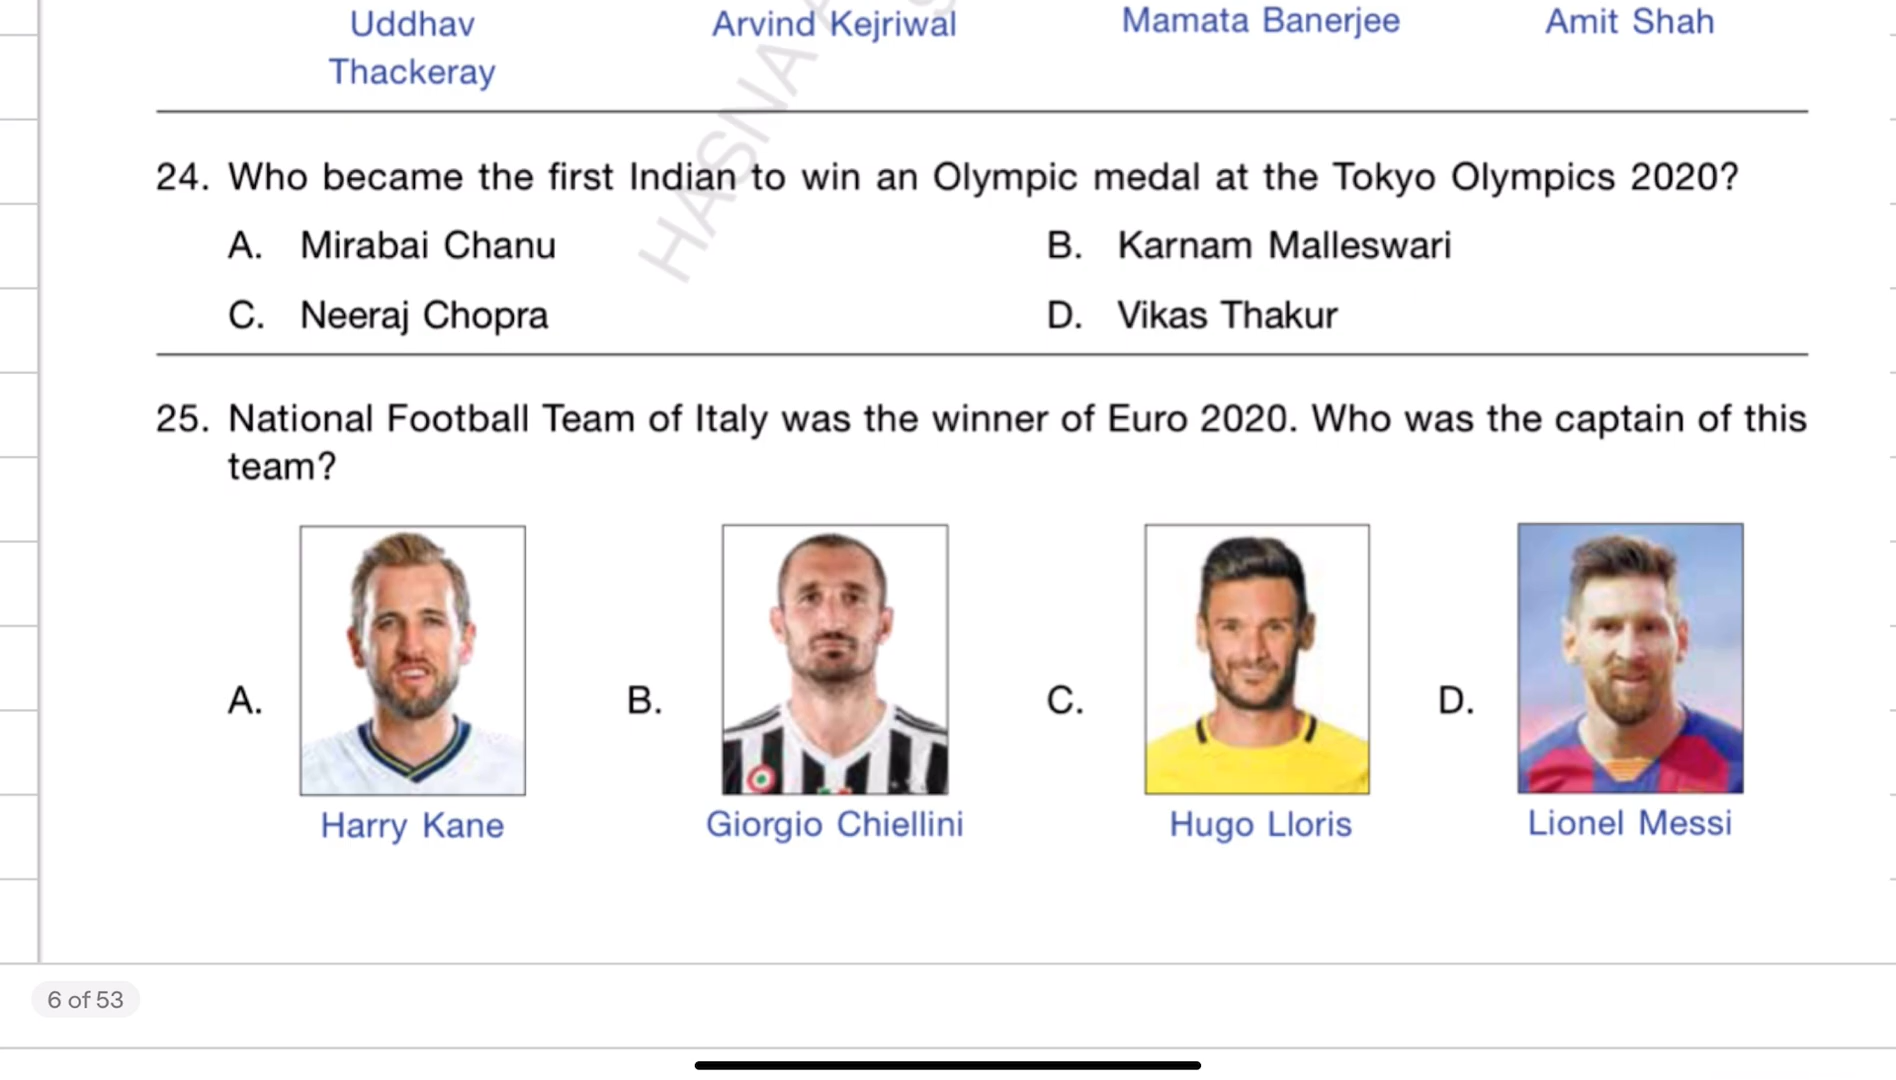 Uddhav Arvind Kejriwal Mamata Banerjee Amit Shah
Thackeray
HASNA
24. Who became the first Indian to win an Olympic medal at the Tokyo Olympics 2020?
A. Mirabai Chanu B. Karnam Malleswari
C. Neeraj Chopra D. Vikas Thakur
25. National Football Team of Italy was the winner of Euro 2020. Who was the captain of this
team?
A. B. C. D.
Harry Kane Giorgio Chiellini Hugo Lloris Lionel Messi
6 of 53